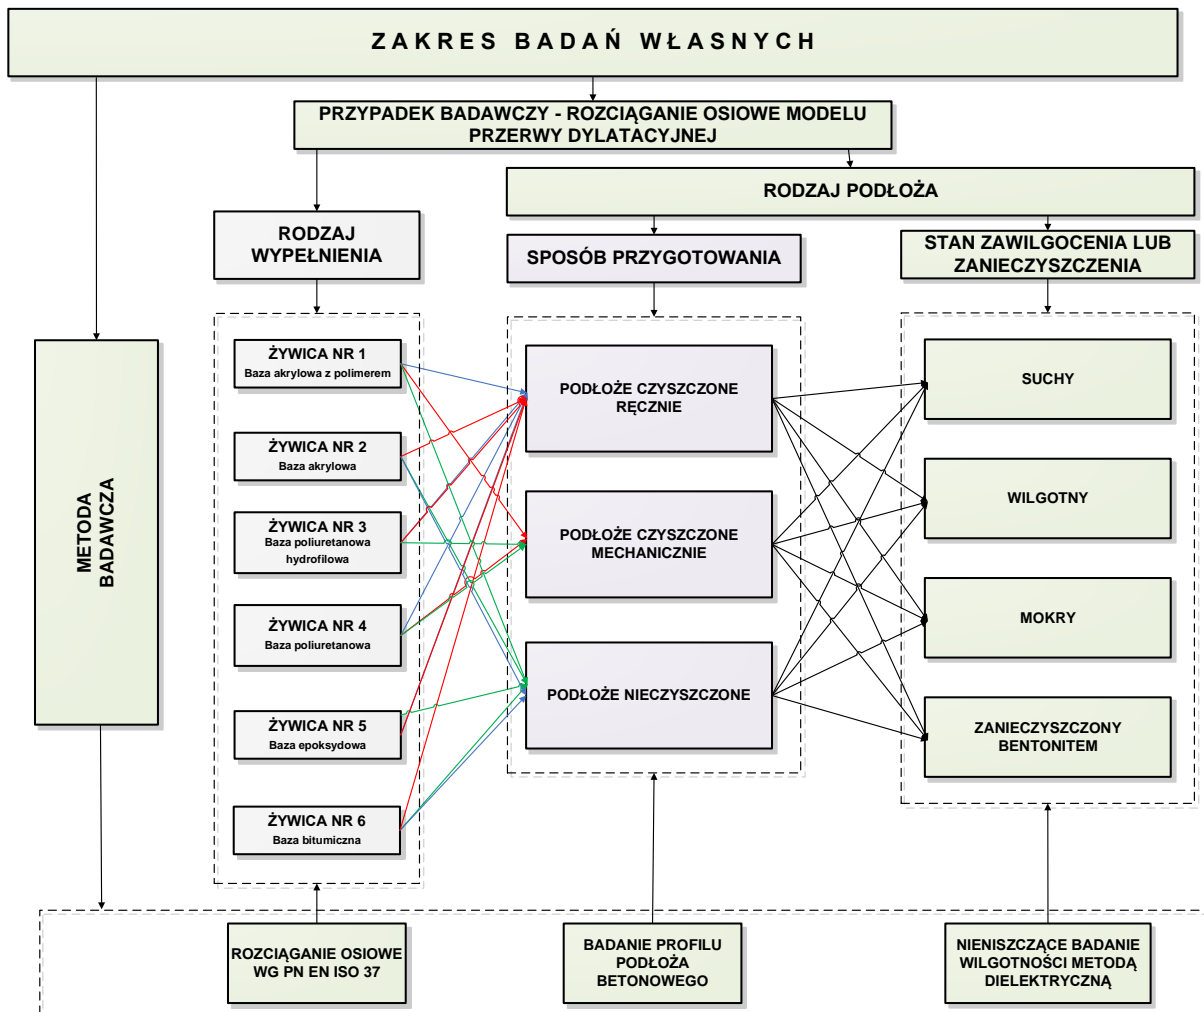 ZAKRES BADAŃ WŁASNYCH
PRZYPADEK BADAWCZY - ROZCIĄGANIE OSIOWE MODELU
PRZERWY DYLATACYJNEJ
RODZAJ PODŁOŻA
RODZAJ
WYPEŁNIENIA
SPOSÓB PRZYGOTOWANIA
STAN ZAWILGOCENIA LUB
ZANIECZYSZCZENIA
METODA
BADAWCZA
ŻYWICA NR 1
Baza akrylowa z polimerem
ŻYWICA NR 2
Baza akrylowa
ŻYWICA NR 3
Baza poliuretanowa
hydrofilowa
ŻYWICA NR 4
Baza poliuretanowa
ŻYWICA NR 5
Baza epoksydowa
ŻYWICA NR 6
Baza bitumiczna
PODŁOŻE CZYSZCZONE
RĘCZNIE
PODŁOŻE CZYSZCZONE
MECHANICZNIE
PODŁOŻE NIECZYSZCZONE
SUCHY
WILGOTNY
MOKRY
ZANIECZYSZCZONY
BENTONITEM
ROZCIĄGANIE OSIOWE
WG PN EN ISO 37
BADANIE PROFILU
PODŁOŻA
BETONOWEGO
NIENISZCZĄCE BADANIE
WILGOTNOŚCI METODĄ
DIELEKTRYCZNĄ